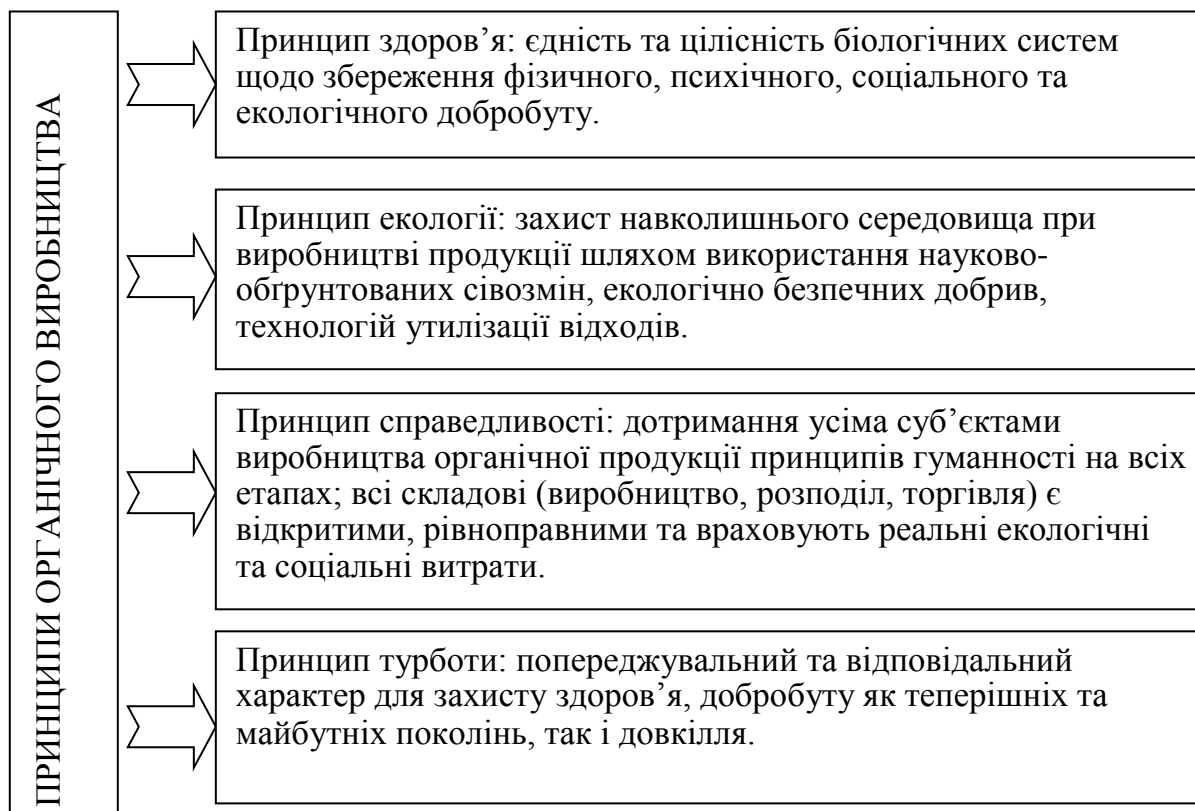 ПРИНЦИПИ ОРГАНІЧНОГО ВИРОБНИЦТВА
Принцип здоров’я: єдність та цілісність біологічних систем
щодо збереження фізичного, психічного, соціального та
екологічного добробуту.
Принцип екології: захист навколишнього середовища при
виробництві продукції шляхом використання науково-
обґрунтованих сівозмін, екологічно безпечних добрив,
технологій утилізації відходів.
Принцип справедливості: дотримання усіма суб’єктами
виробництва органічної продукції принципів гуманності на всіх
етапах; всі складові (виробництво, розподіл, торгівля) є
відкритими, рівноправними та враховують реальні екологічні
та соціальні витрати.
Принцип турботи: попереджувальний та відповідальний
характер для захисту здоров’я, добробуту як теперішніх та
майбутніх поколінь, так і довкілля.